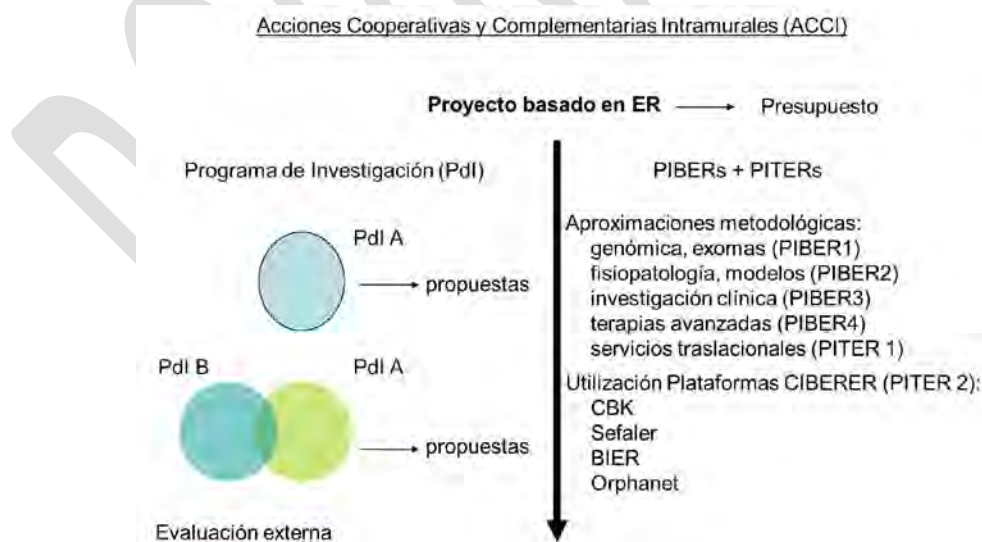 Acciones Cooperativas y Complementarias Intramurales (ACCI)
Proyecto basado en ER
Presupuesto
Programa de Investigación (PdI)
PdI A
propuestas
PdI B
PdI A
propuestas
Evaluación externa
PIBERs + PITERs
Aproximaciones metodológicas:
genómica, exomas (PIBER1)
fisiopatología, modelos (PIBER2)
investigación clínica (PIBER3)
terapias avanzadas (PIBER4)
servicios traslacionales (PITER 1)
Utilización Plataformas CIBERER (PITER 2):
CBK
Sefaler
BIER
Orphanet